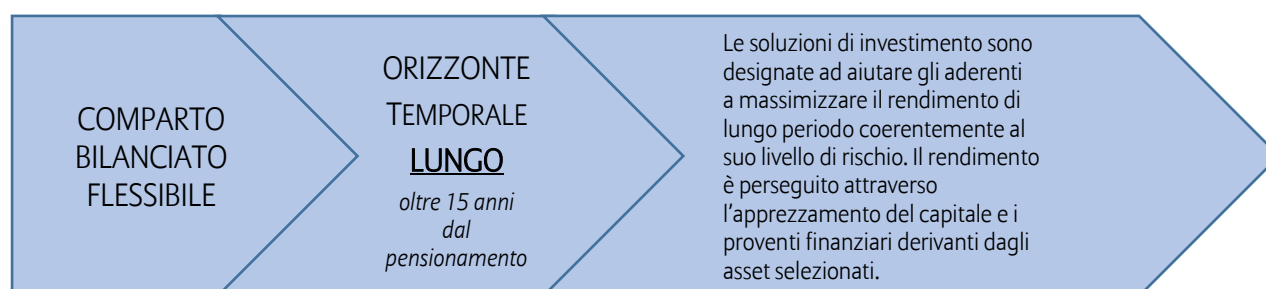 COMPARTO
BILANCIATO
FLESSIBILE
ORIZZONTE
TEMPORALE
LUNGO
oltre 15 anni
dal
pensionamento
Le soluzioni di investimento sono
designate ad aiutare gli aderenti
a massimizzare il rendimento di
lungo periodo coerentemente al
suo livello di rischio. Il rendimento
è perseguito attraverso
l'apprezzamento del capitale e i
proventi finanziari derivanti dagli
asset selezionati.